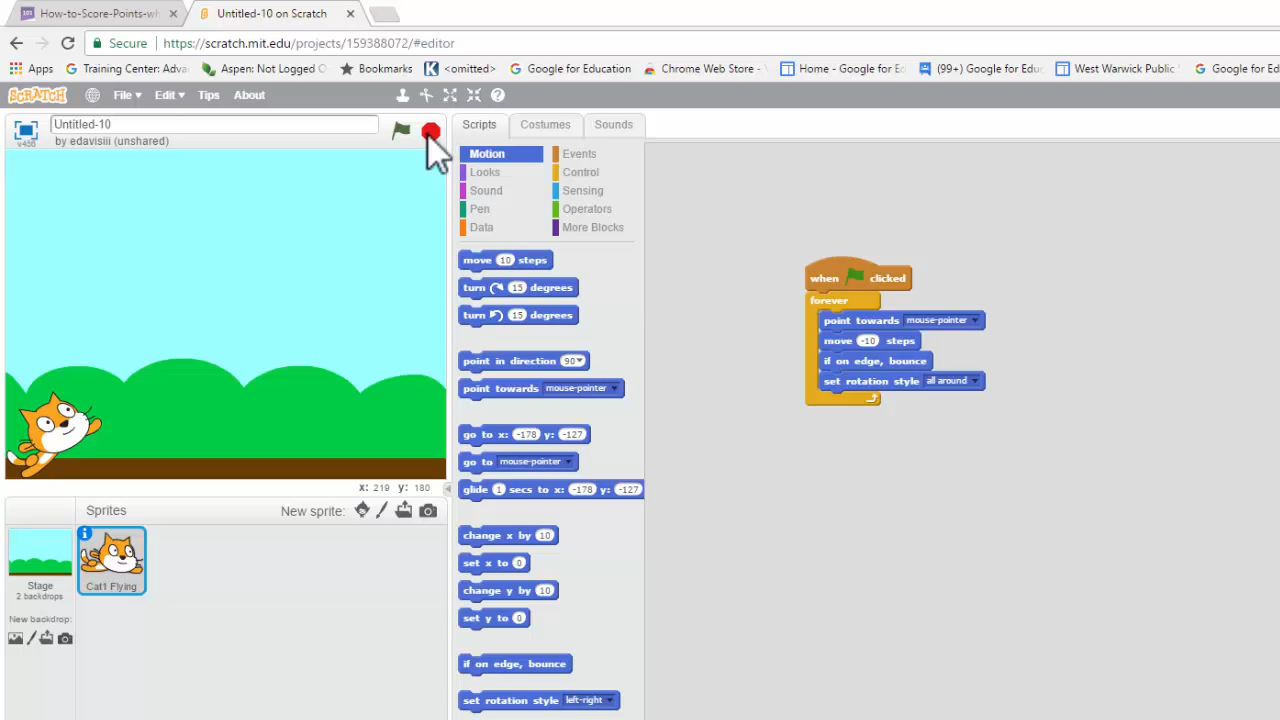 How-to-Score-Points-wh
Untitled-10 on Scratch
Secure https://scratch.mit.edu/projects/159388072/#editor
Apps Training Center: Adva Aspen: Not Logged O Bookmarks <omitted> Google for Education Chrome Web Store - Home - Google for Ed (99+) Google for Edu West Warwick Public Google for Ed
SCRATCH File Edit Tips About
Untitled-10
by edavisiii (unshared)
v456
Scripts Costumes Sounds
Motion Events
Looks Control
Sound Sensing
Pen Operators
Data More Blocks
move 10 steps
turn 15 degrees
turn 15 degrees
point in direction 90
point towards mouse-pointer
go to x: -178 y: -127
go to mouse-pointer
glide 1 secs to x: -178 y: -127
change x by 10
set x to 0
change y by 10
set y to 0
if on edge, bounce
set rotation style left-right
when clicked
forever
point towards mouse-pointer
move -10 steps
if on edge, bounce
set rotation style all around
x: 219 y: 180
Sprites New sprite:
Stage
2 backdrops
New backdrop:
Cat1 Flying